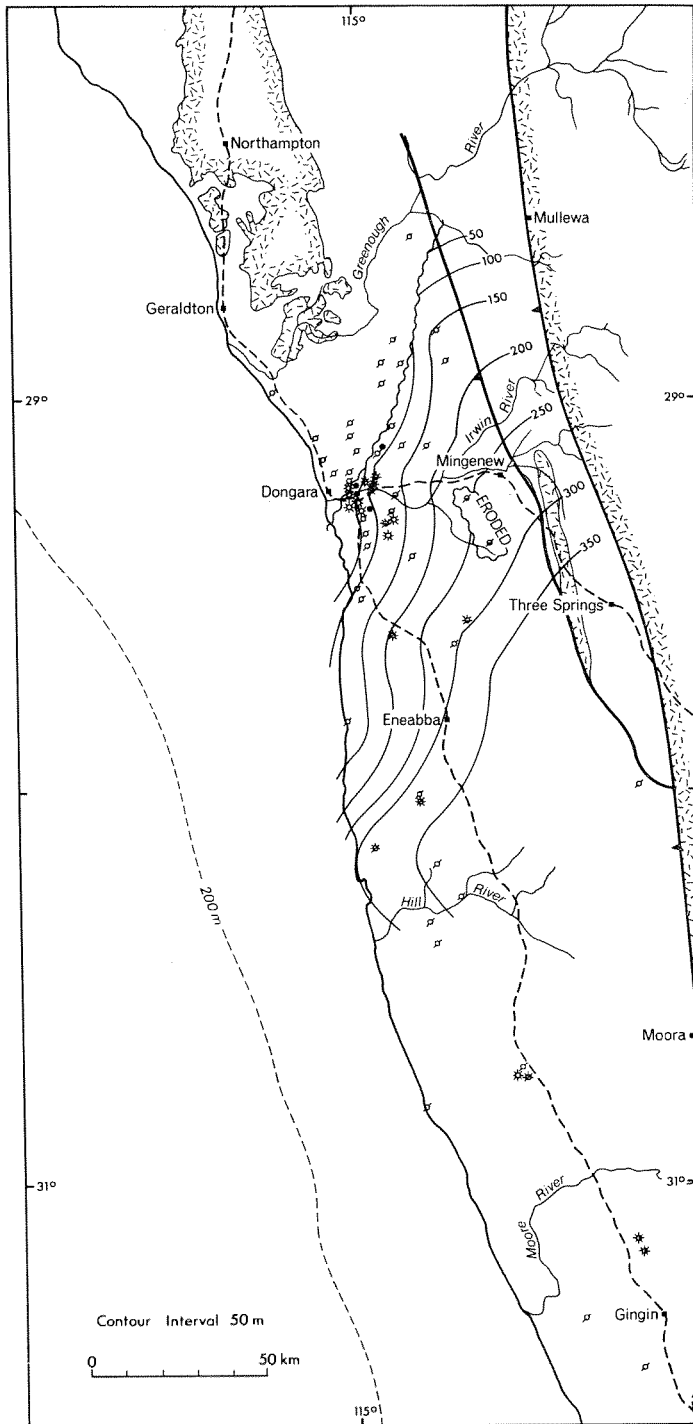 115°
Northampton
River
Mullewa
Greenough
50
100
150
Geraldton
200
29°
29°
Irwin River
250
Mingenew
Dongara
ERODED
300
350
Three Springs
Eneabba
200 m
Hill River
Moora
31°
31°
River
Moore
Contour Interval 50 m
Gingin
0 50 km
115°